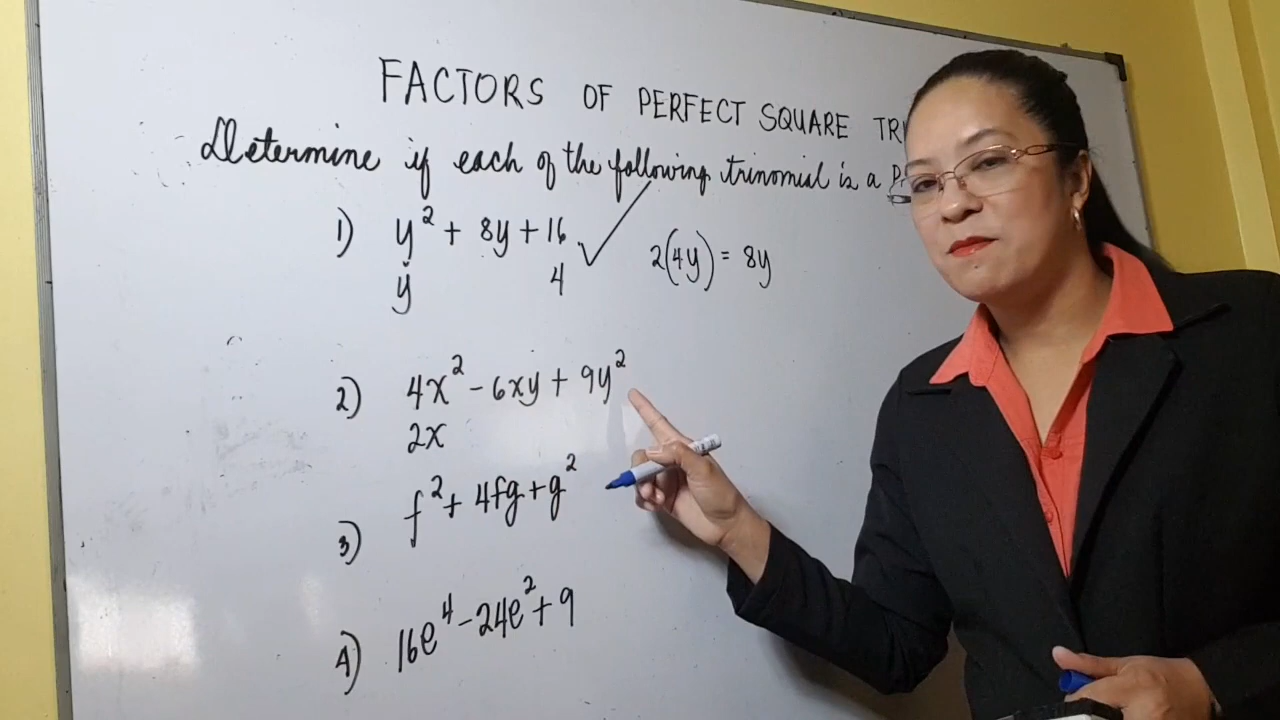 FACTORS OF PERFECT SQUARE
Determine if each of the following trinomial is a
1) y² + 8y + 16 2(4y) = 8y
y 4
2) 4x² - 6xy + 9y²
2x
3) f² + 4fg + g²
4) 16e⁴ - 24e² + 9